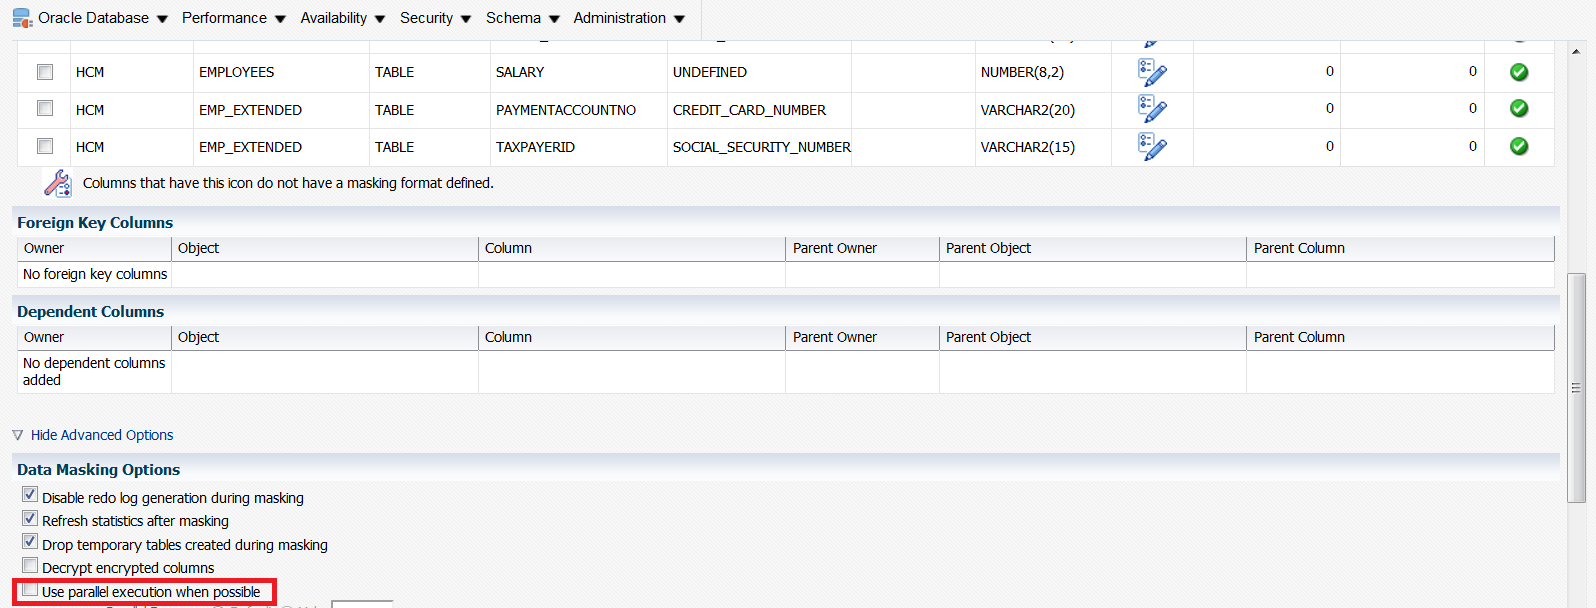 Oracle Database Performance Availability Security Schema Administration
HCM EMPLOYEES TABLE SALARY UNDEFINED NUMBER(8,2) 0 0
HCM EMP_EXTENDED TABLE PAYMENTACCOUNTNO CREDIT_CARD_NUMBER VARCHAR2(20) 0 0
HCM EMP_EXTENDED TABLE TAXPAYERID SOCIAL_SECURITY_NUMBER VARCHAR2(15) 0 0
Columns that have this icon do not have a masking format defined.
Foreign Key Columns
Owner Object Column Parent Owner Parent Object Parent Column
No foreign key columns
Dependent Columns
Owner Object Column Parent Owner Parent Object Parent Column
No dependent columns
added
Hide Advanced Options
Data Masking Options
Disable redo log generation during masking
Refresh statistics after masking
Drop temporary tables created during masking
Decrypt encrypted columns
Use parallel execution when possible